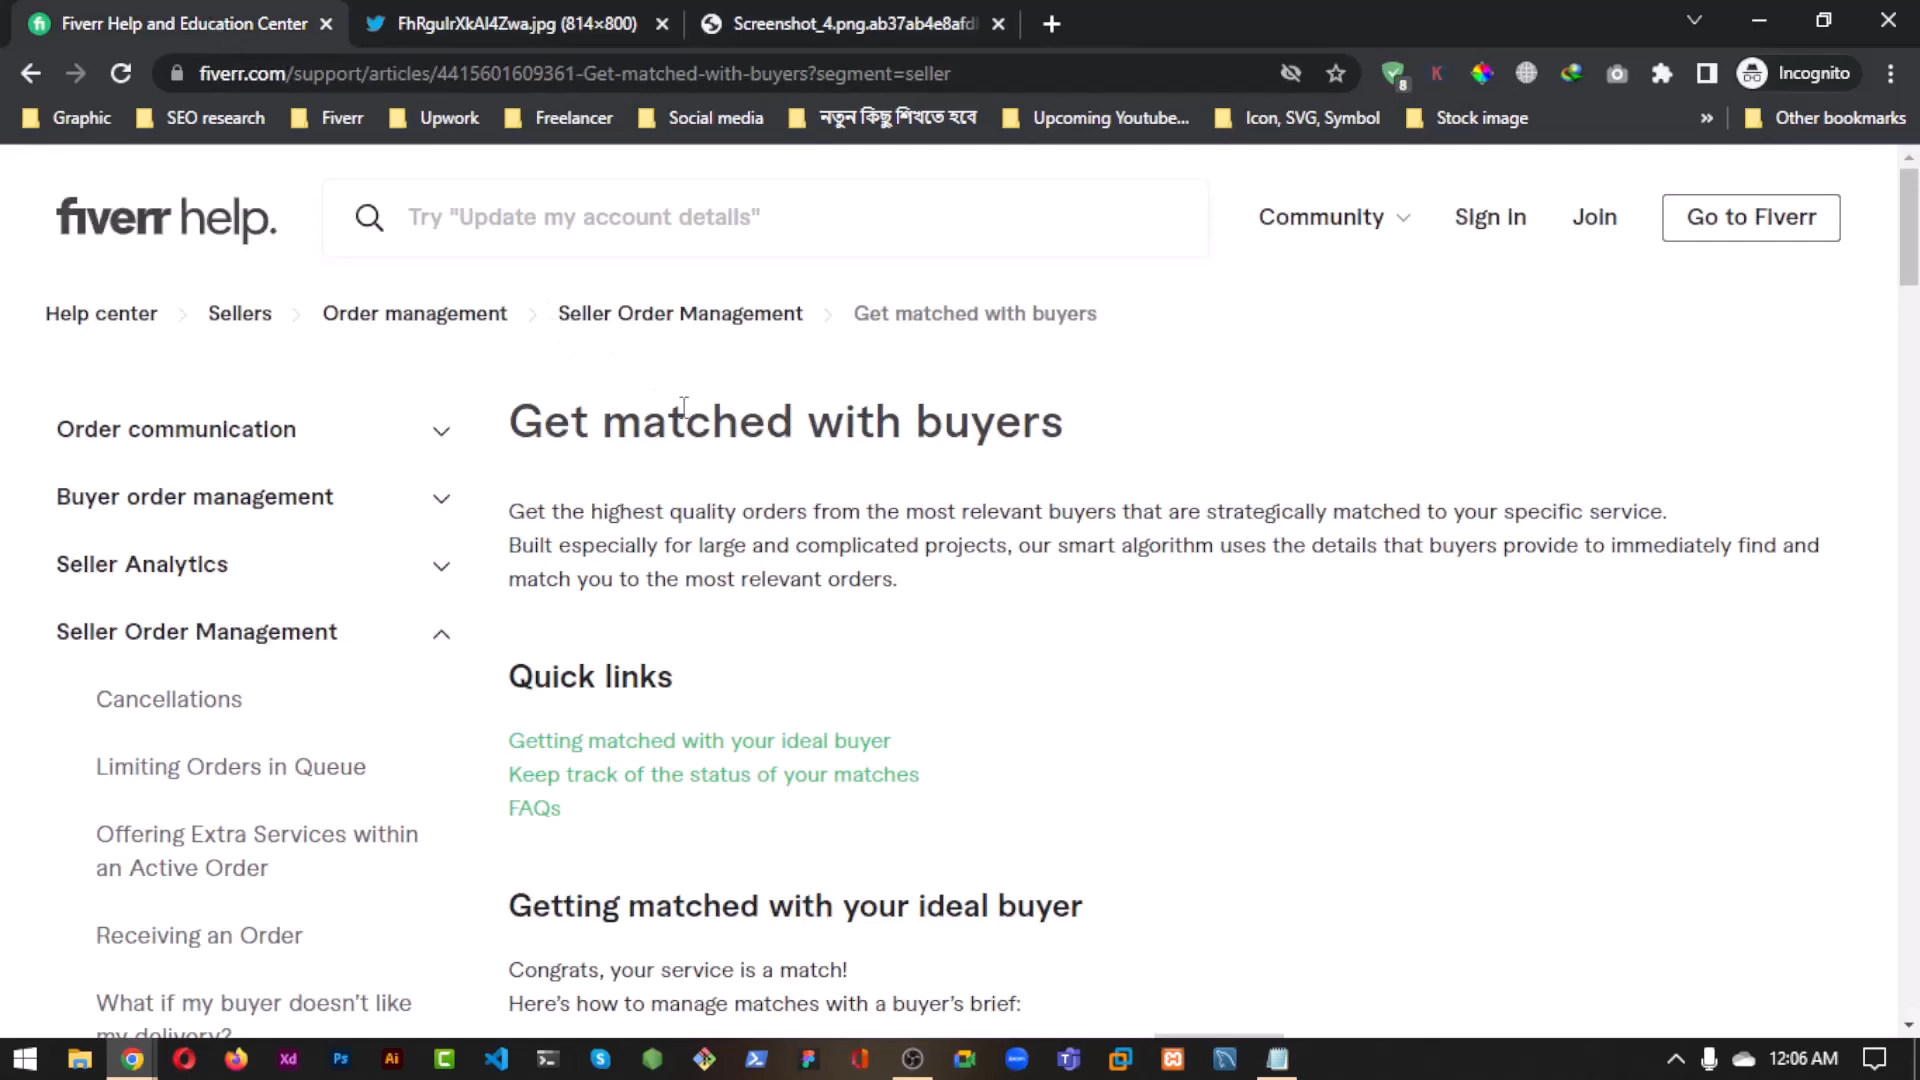 Fiverr Help and Education Center
FhRguIrXkAI4Zwa.jpg (814×800)
Screenshot_4.png.ab37ab4e8afd
fiverr.com/support/articles/4415601609361-Get-matched-with-buyers?segment=seller
8
K
Incognito
Graphic
SEO research
Fiverr
Upwork
Freelancer
Social media
নতুন কিছু শিখতে হবে
Upcoming Youtube...
Icon, SVG, Symbol
Stock image
»
Other bookmarks
fiverr help.
Try "Update my account details"
Community
Sign In
Join
Go to Fiverr
Help center
Sellers
Order management
Seller Order Management
Get matched with buyers
Order communication
Buyer order management
Seller Analytics
Seller Order Management
Cancellations
Limiting Orders in Queue
Offering Extra Services within
an Active Order
Receiving an Order
What if my buyer doesn't like
my delivery?
Get matched with buyers
Get the highest quality orders from the most relevant buyers that are strategically matched to your specific service.
Built especially for large and complicated projects, our smart algorithm uses the details that buyers provide to immediately find and
match you to the most relevant orders.
Quick links
Getting matched with your ideal buyer
Keep track of the status of your matches
FAQs
Getting matched with your ideal buyer
Congrats, your service is a match!
Here's how to manage matches with a buyer's brief:
Xd
Ps
Ai
12:06 AM